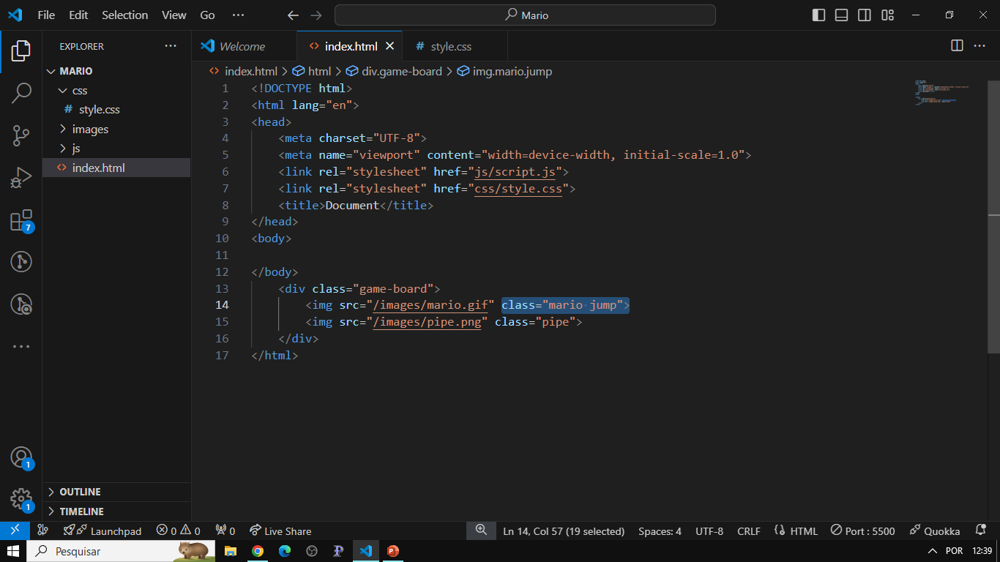 File Edit Selection View Go ··· Mario
EXPLORER ···
MARIO
css
# style.css
images
js
<> index.html
OUTLINE
TIMELINE
7
1
1
Welcome <> index.html # style.css ···
<> index.html > html > div.game-board > img.mario.jump
1 <!DOCTYPE html>
2 <html lang="en">
3 <head>
4 <meta charset="UTF-8">
5 <meta name="viewport" content="width=device-width, initial-scale=1.0">
6 <link rel="stylesheet" href="js/script.js">
7 <link rel="stylesheet" href="css/style.css">
8 <title>Document</title>
9 </head>
10 <body>
11
12 </body>
13 <div class="game-board">
14 <img src="/images/mario.gif" class="mario·jump">
15 <img src="/images/pipe.png" class="pipe">
16 </div>
17 </html>
Launchpad 0 0 0 Live Share Ln 14, Col 57 (19 selected) Spaces: 4 UTF-8 CRLF {} HTML Port : 5500 Quokka
Pesquisar POR 12:39